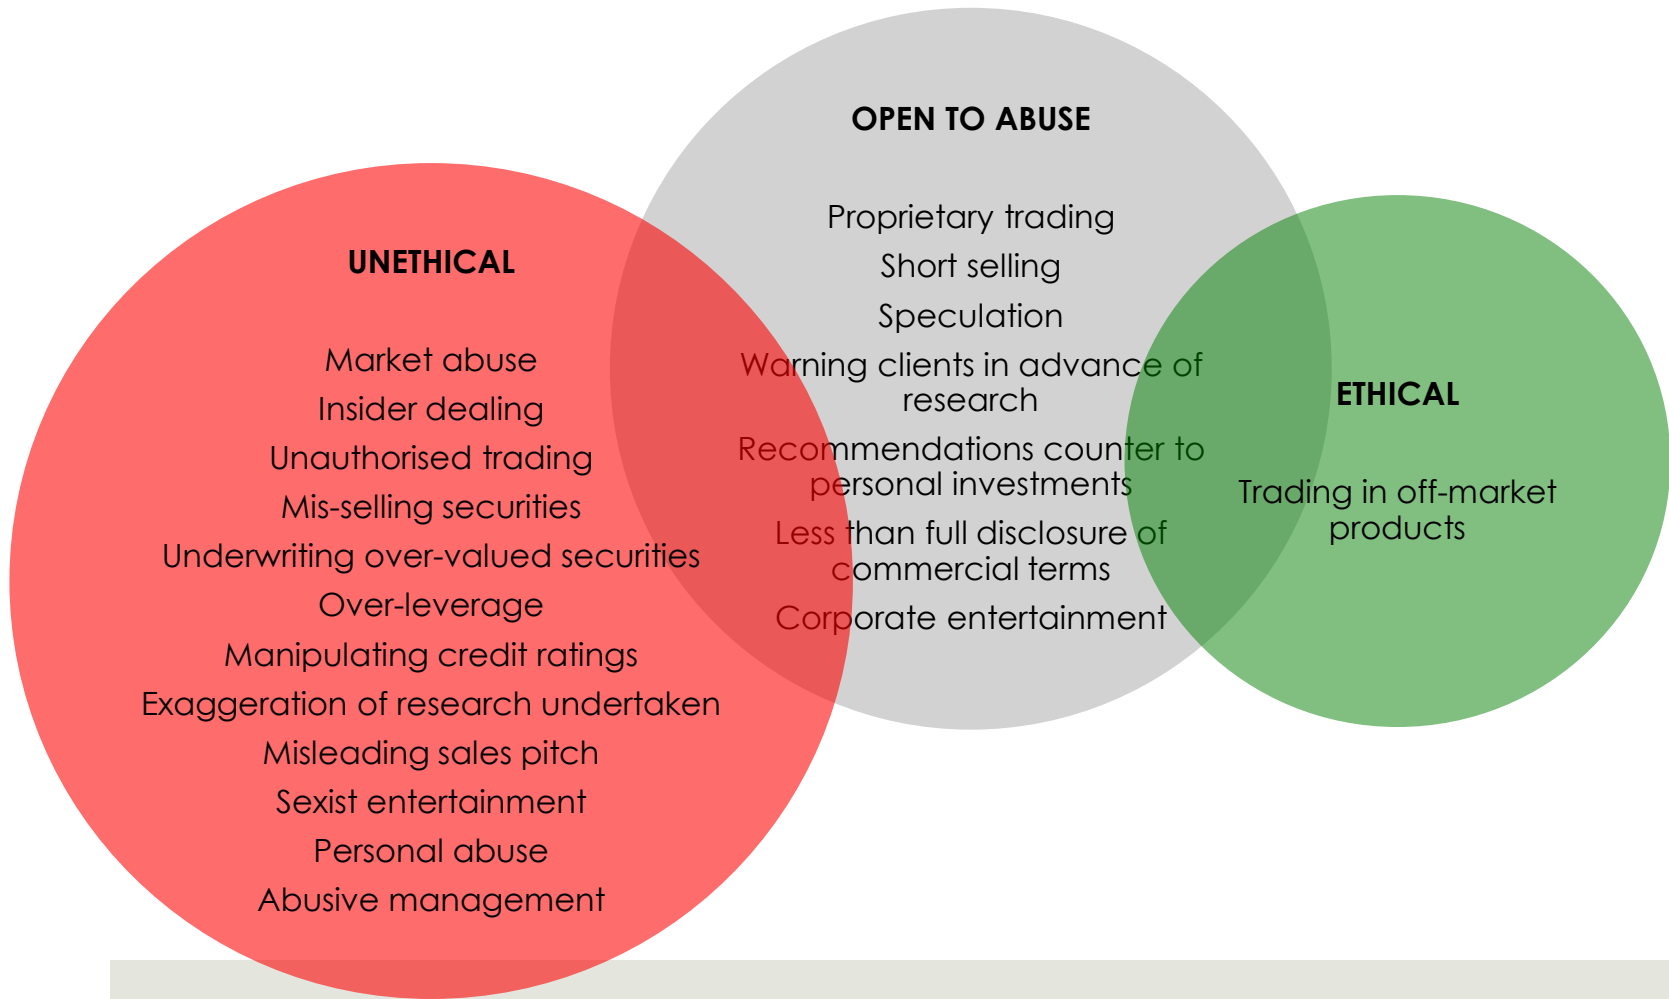 UNETHICAL
Market abuse
Insider dealing
Unauthorised trading
Mis-selling securities
Underwriting over-valued securities
Over-leverage
Manipulating credit ratings
Exaggeration of research undertaken
Misleading sales pitch
Sexist entertainment
Personal abuse
Abusive management
OPEN TO ABUSE
Proprietary trading
Short selling
Speculation
Warning clients in advance of
research
Recommendations counter to
personal investments
Less than full disclosure of
commercial terms
Corporate entertainment
ETHICAL
Trading in off-market
products